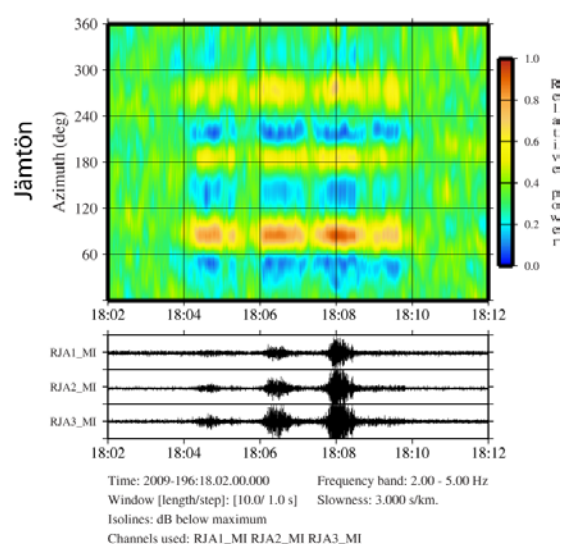 360
300
240
180
120
60
Jämtön
Azimuth (deg)
1.0
0.8
0.6
0.4
0.2
0.0
Relative power
18:02 18:04 18:06 18:08 18:10 18:12
RJA1_MI
RJA2_MI
RJA3_MI
18:02 18:04 18:06 18:08 18:10 18:12
Time: 2009-196:18.02.00.000 Frequency band: 2.00 - 5.00 Hz
Window [length/step]: [10.0/ 1.0 s] Slowness: 3.000 s/km.
Isolines: dB below maximum
Channels used: RJA1_MI RJA2_MI RJA3_MI